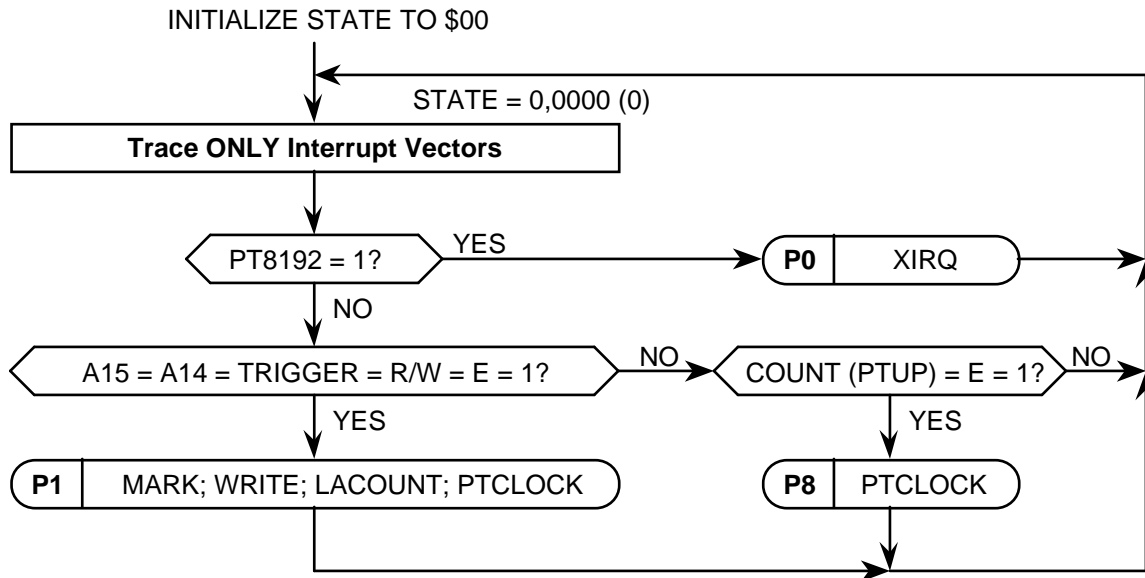 INITIALIZE STATE TO $00
STATE = 0,0000 (0)
Trace ONLY Interrupt Vectors
PT8192 = 1?
YES
P0 XIRQ
NO
A15 = A14 = TRIGGER = R/W = E = 1?
NO
COUNT (PTUP) = E = 1?
NO
YES
YES
P1 MARK; WRITE; LACOUNT; PTCLOCK
P8 PTCLOCK